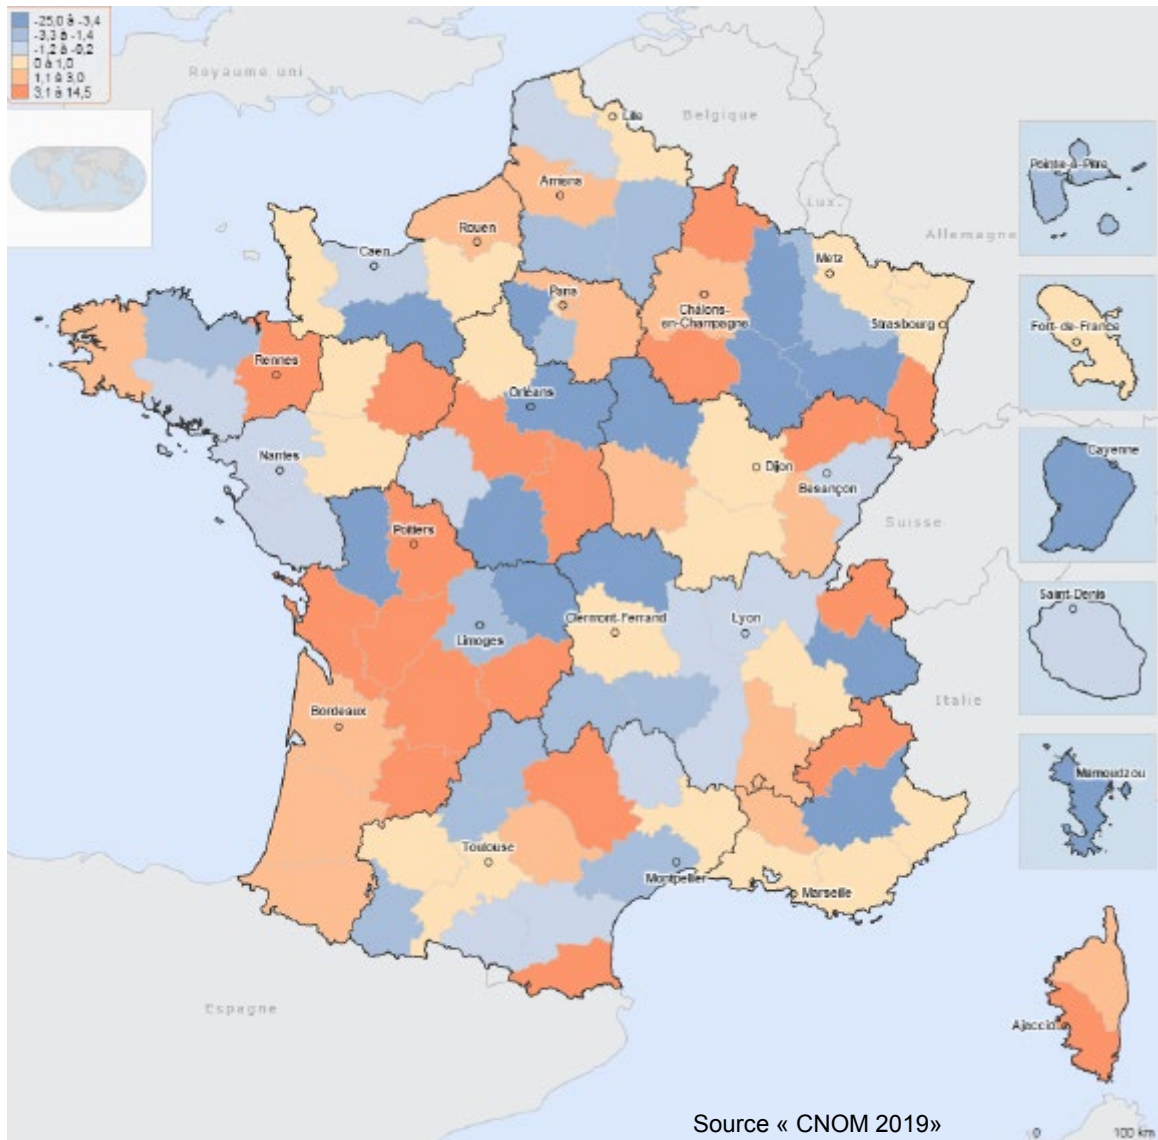 -25,0 à -3,4
-3,3 à -1,4
-1,2 à -0,2
0 à 1,0
1,1 à 3,0
3,1 à 14,5
Royaume uni
Belgique
Lille
Pointe-à-Pitre
Amiens
Lux.
Rouen
Allemagne
Caen
Metz
Paris
Châlons-
en-Champagne
Strasbourg
Fort-de-France
Rennes
Orléans
Nantes
Dijon
Besançon
Cayenne
Poitiers
Suisse
Saint-Denis
Clermont-Ferrand
Lyon
Limoges
Italie
Bordeaux
Mamoudzou
Toulouse
Montpellier
Marseille
Espagne
Ajaccio
Source « CNOM 2019»
0 100 km